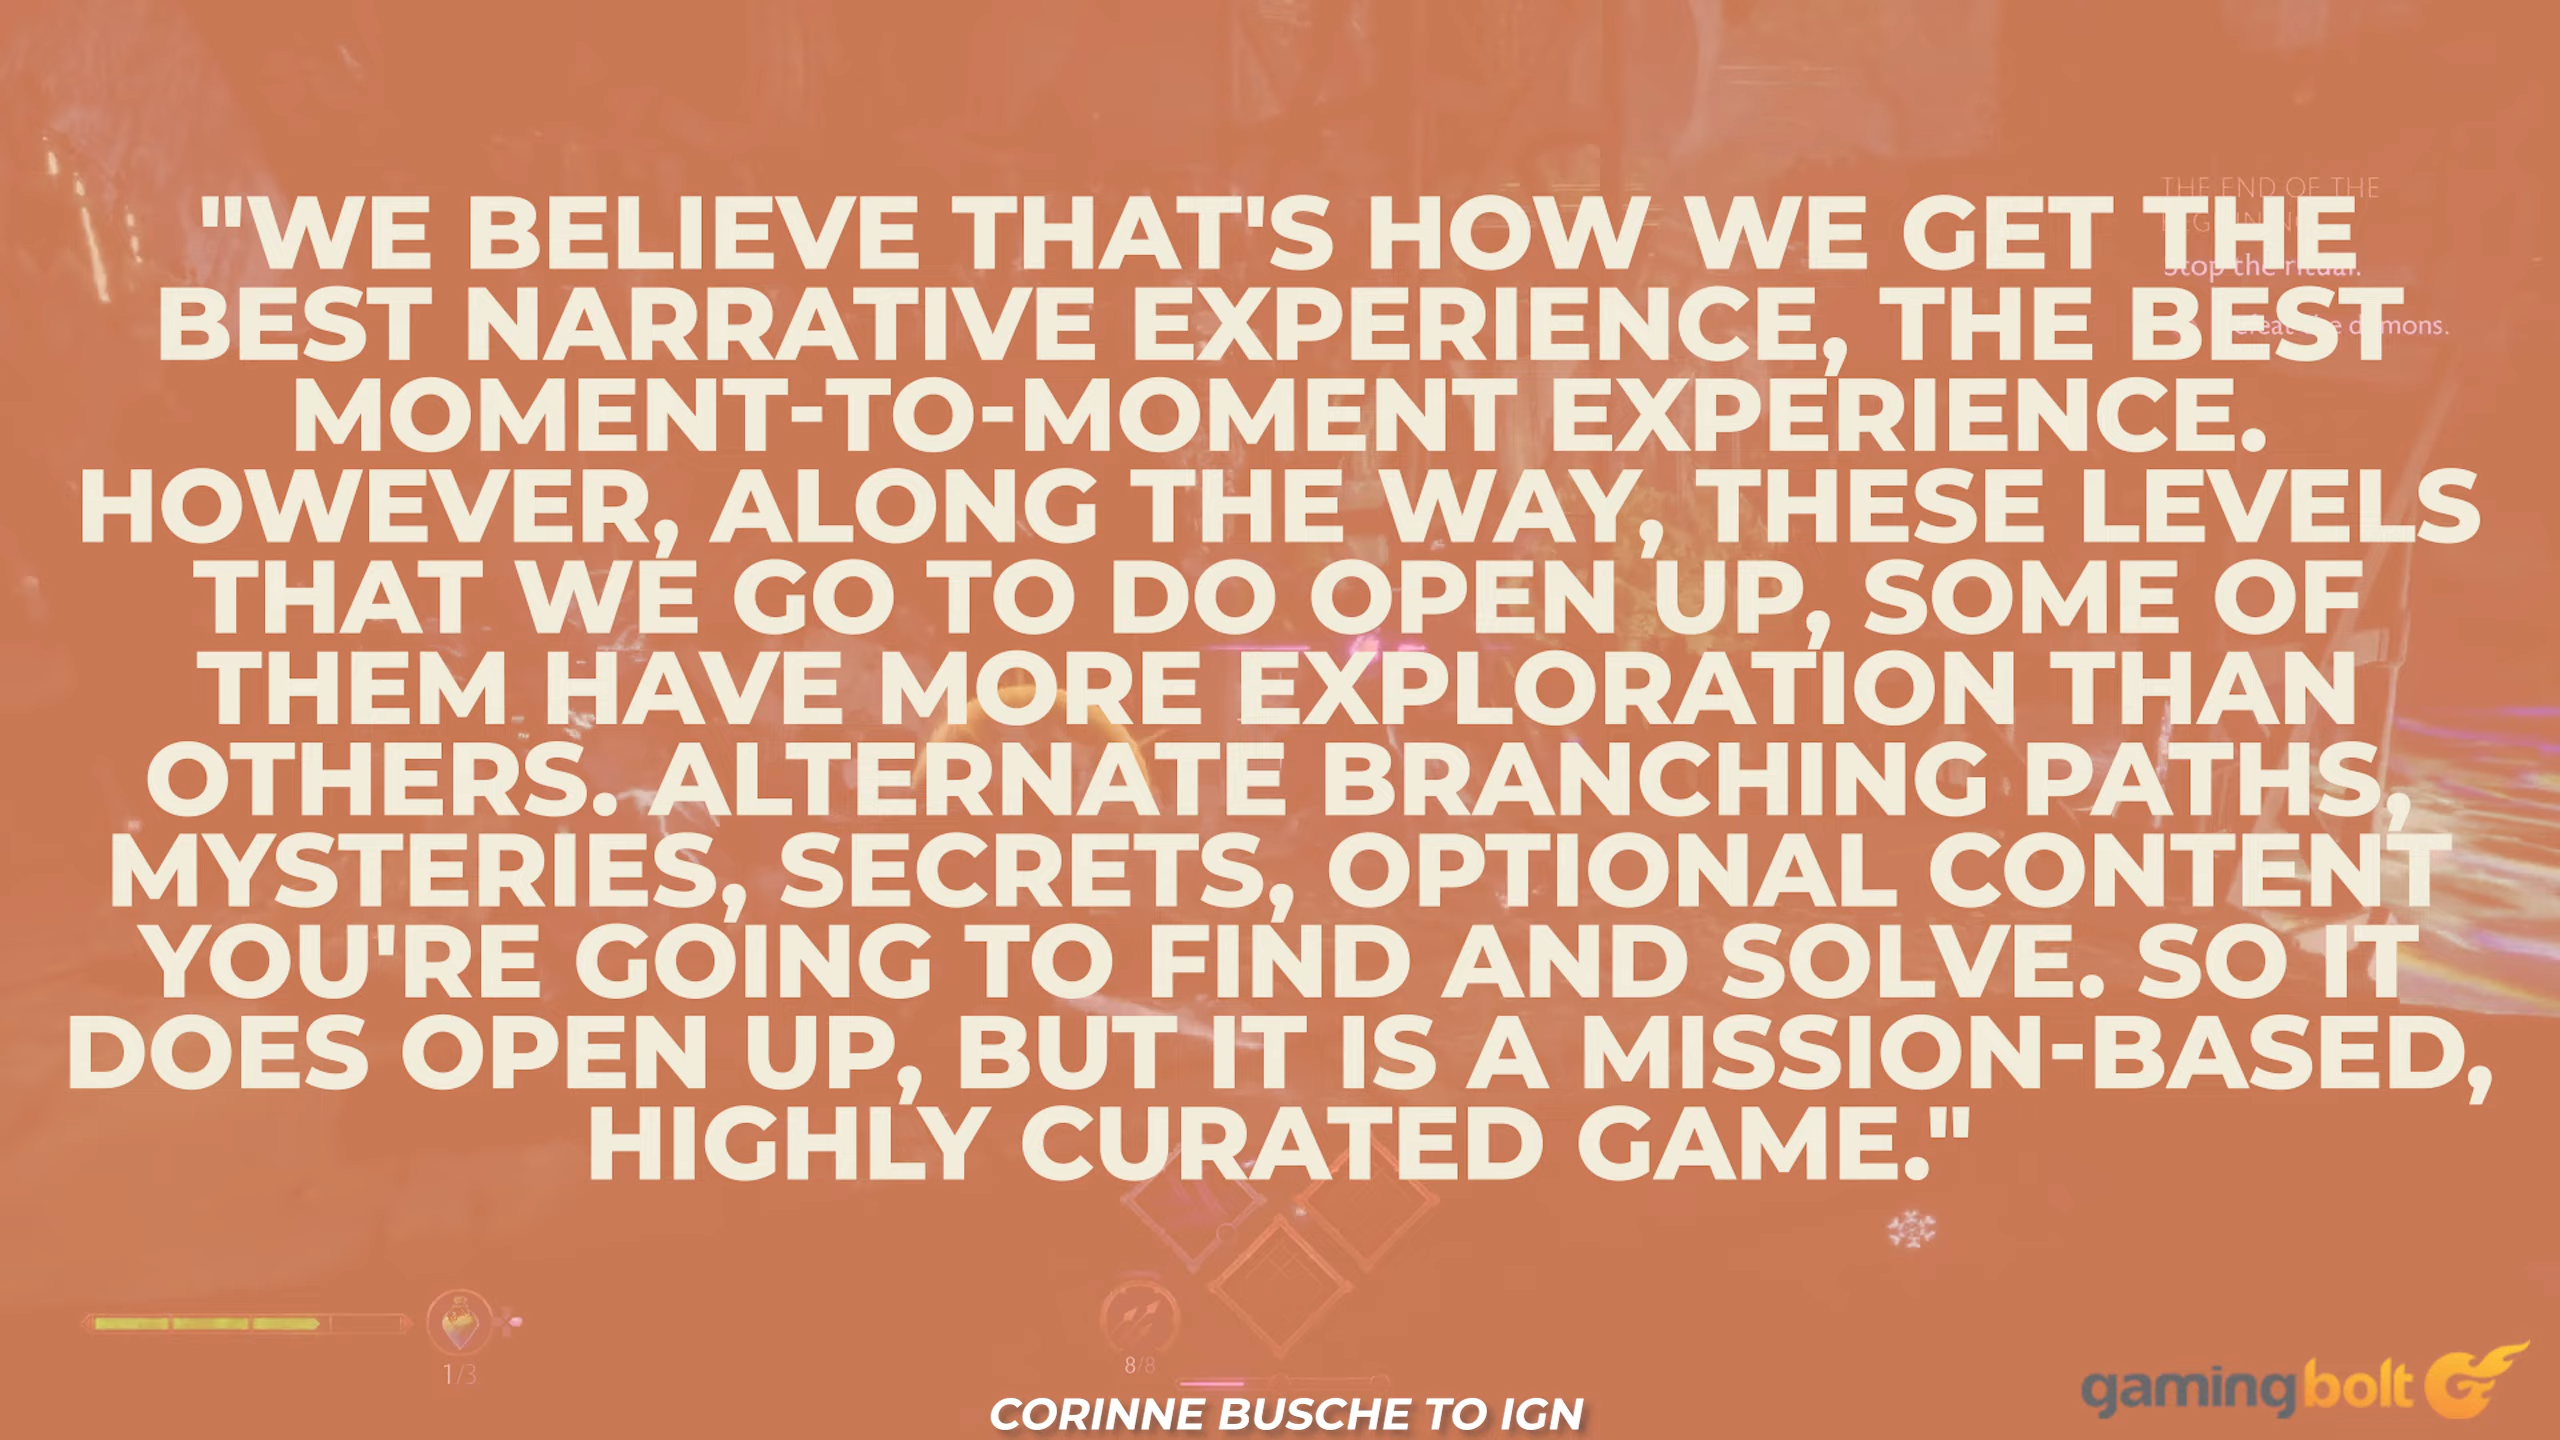 THE END OF THE
"WE BELIEVE THAT'S HOW WE GET THE
Stop the ritual.
BEST NARRATIVE EXPERIENCE, THE BEST
MOMENT-TO-MOMENT EXPERIENCE.
HOWEVER, ALONG THE WAY, THESE LEVELS
THAT WE GO TO DO OPEN UP, SOME OF
THEM HAVE MORE EXPLORATION THAN
OTHERS. ALTERNATE BRANCHING PATHS,
MYSTERIES, SECRETS, OPTIONAL CONTENT
YOU'RE GOING TO FIND AND SOLVE. SO IT
DOES OPEN UP, BUT IT IS A MISSION-BASED,
HIGHLY CURATED GAME."
1/3
8/8
gamingbolt
CORINNE BUSCHE TO IGN